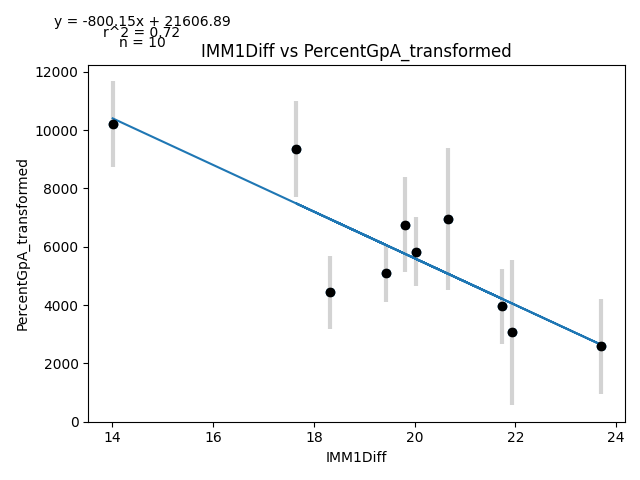 y = -800.15x + 21606.89
r^2 = 0.72
n = 10
IMM1Diff vs PercentGpA_transformed
12000
10000
8000
6000
4000
2000
0
PercentGpA_transformed
14 16 18 20 22 24
IMM1Diff